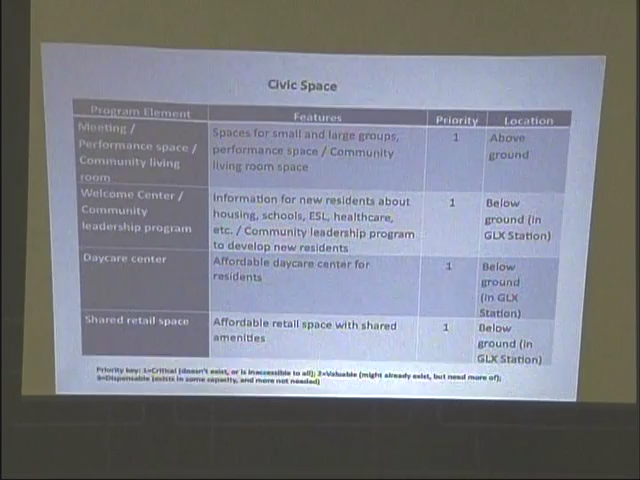 Civic Space
Program Element Features Priority Location
Meeting /
Performance space /
Community living
room
Spaces for small and large groups,
performance space / Community
living room space
1
Above
ground
Welcome Center /
Community
leadership program
Information for new residents about
housing, schools, ESL, healthcare,
etc. / Community leadership program
to develop new residents
1
Below
ground (in
GLX Station)
Daycare center
Affordable daycare center for
residents
1
Below
ground
(in GLX
Station)
Shared retail space
Affordable retail space with shared
amenities
1
Below
ground (in
GLX Station)
Priority key: 1=Critical (doesn't exist, or is inaccessible to all); 2=Valuable (might already exist, but need more of);
3=Dispensable (exists in some capacity, and more not needed)